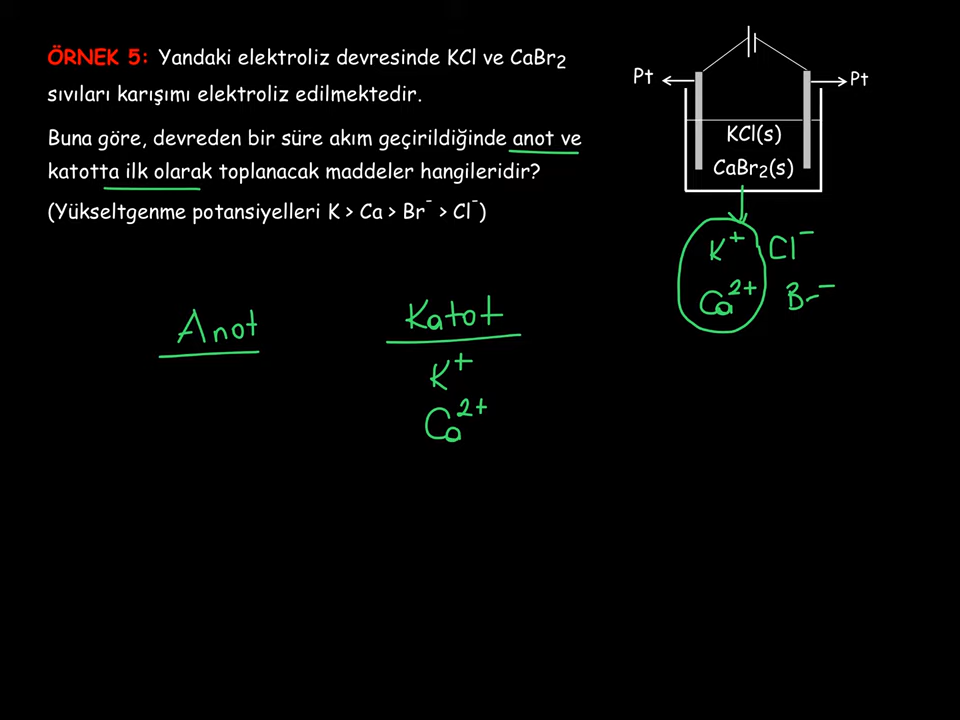 ÖRNEK 5: Yandaki elektroliz devresinde KCl ve CaBr₂
sıvıları karışımı elektroliz edilmektedir.
Buna göre, devreden bir süre akım geçirildiğinde anot ve
katotta ilk olarak toplanacak maddeler hangileridir?
(Yükseltgenme potansiyelleri K > Ca > Br⁻ > Cl⁻)
Pt
Pt
KCl(s)
CaBr₂(s)
K⁺ Cl⁻
Ca²⁺ Br⁻
Anot
Katot
K⁺
Ca²⁺